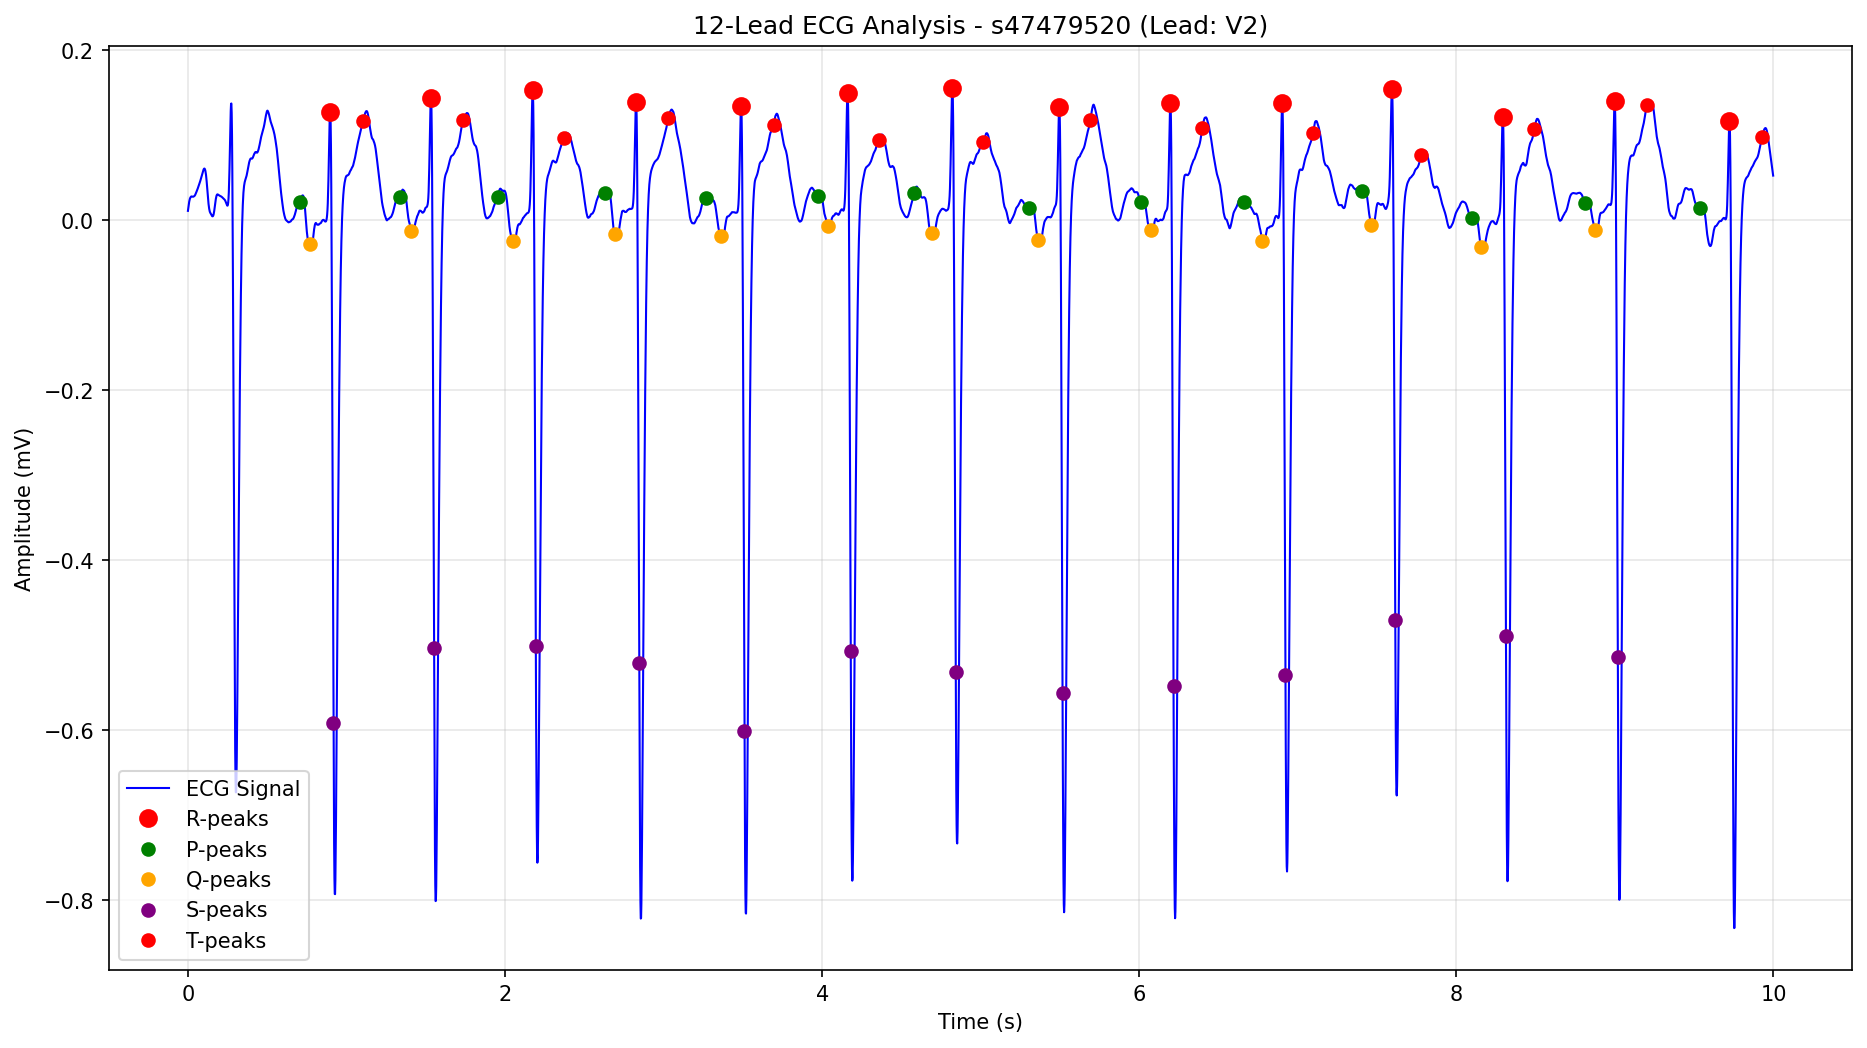 12-Lead ECG Analysis - s47479520 (Lead: V2)
0.2
0.0
−0.2
−0.4
−0.6
−0.8
Amplitude (mV)
ECG Signal
R-peaks
P-peaks
Q-peaks
S-peaks
T-peaks
0
2
4
6
8
10
Time (s)